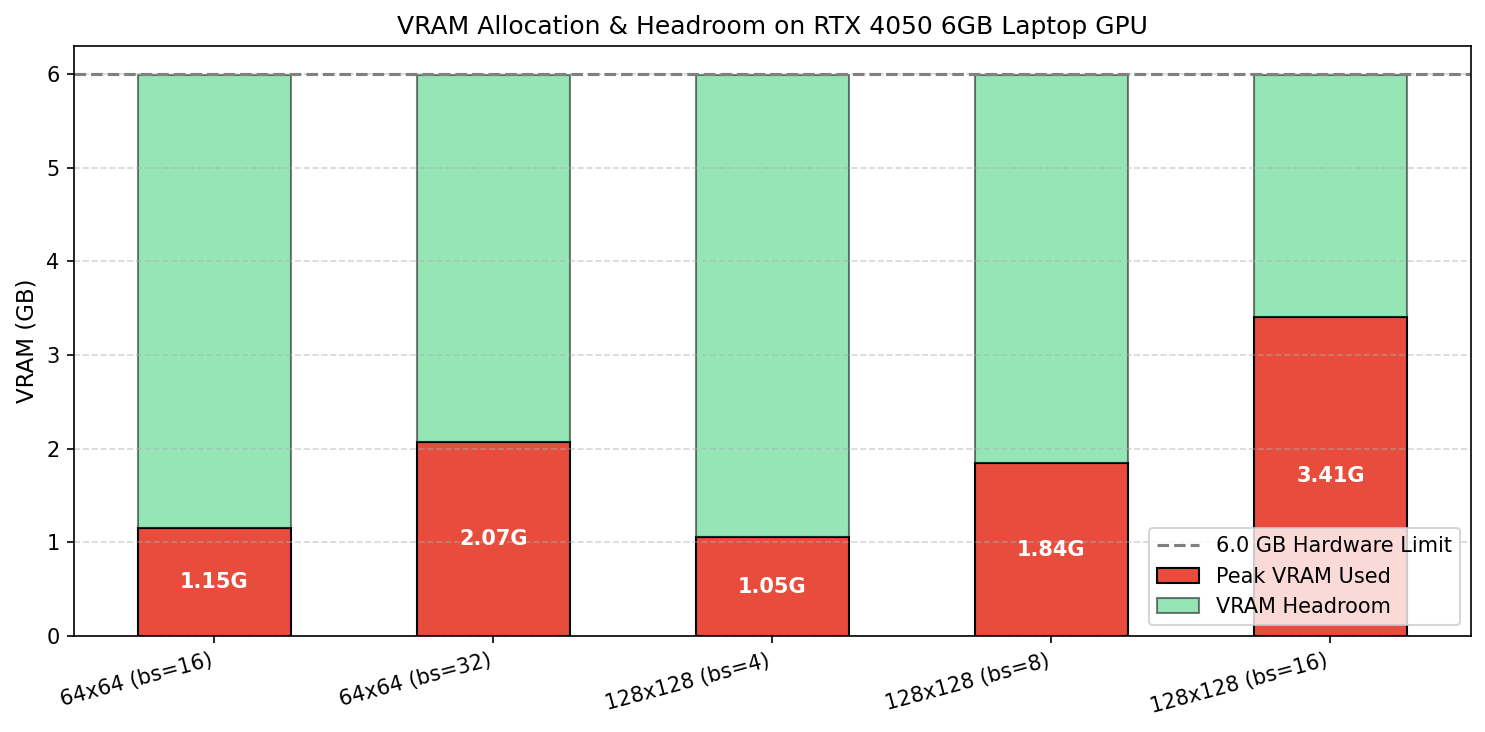 VRAM Allocation & Headroom on RTX 4050 6GB Laptop GPU
VRAM (GB)
6
5
4
3
2
1
0
1.15G
2.07G
1.05G
1.84G
3.41G
6.0 GB Hardware Limit
Peak VRAM Used
VRAM Headroom
64x64 (bs=16)
64x64 (bs=32)
128x128 (bs=4)
128x128 (bs=8)
128x128 (bs=16)